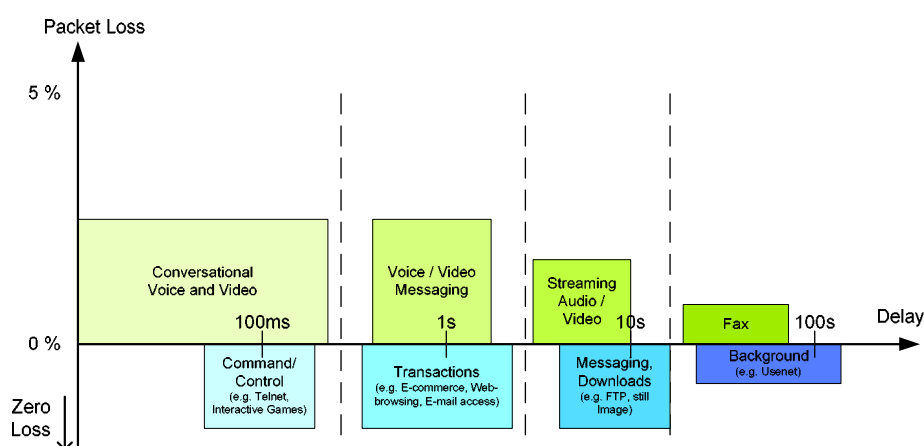 Packet Loss
5 %
Conversational
Voice and Video
Voice / Video
Messaging
Streaming
Audio /
Video
100ms
1s
10s
Fax
100s
Delay
0 %
Command/
Control
(e.g. Telnet,
Interactive Games)
Transactions
(e.g. E-commerce, Web-
browsing, E-mail access)
Messaging,
Downloads
(e.g. FTP, still
Image)
Background
(e.g. Usenet)
Zero
Loss